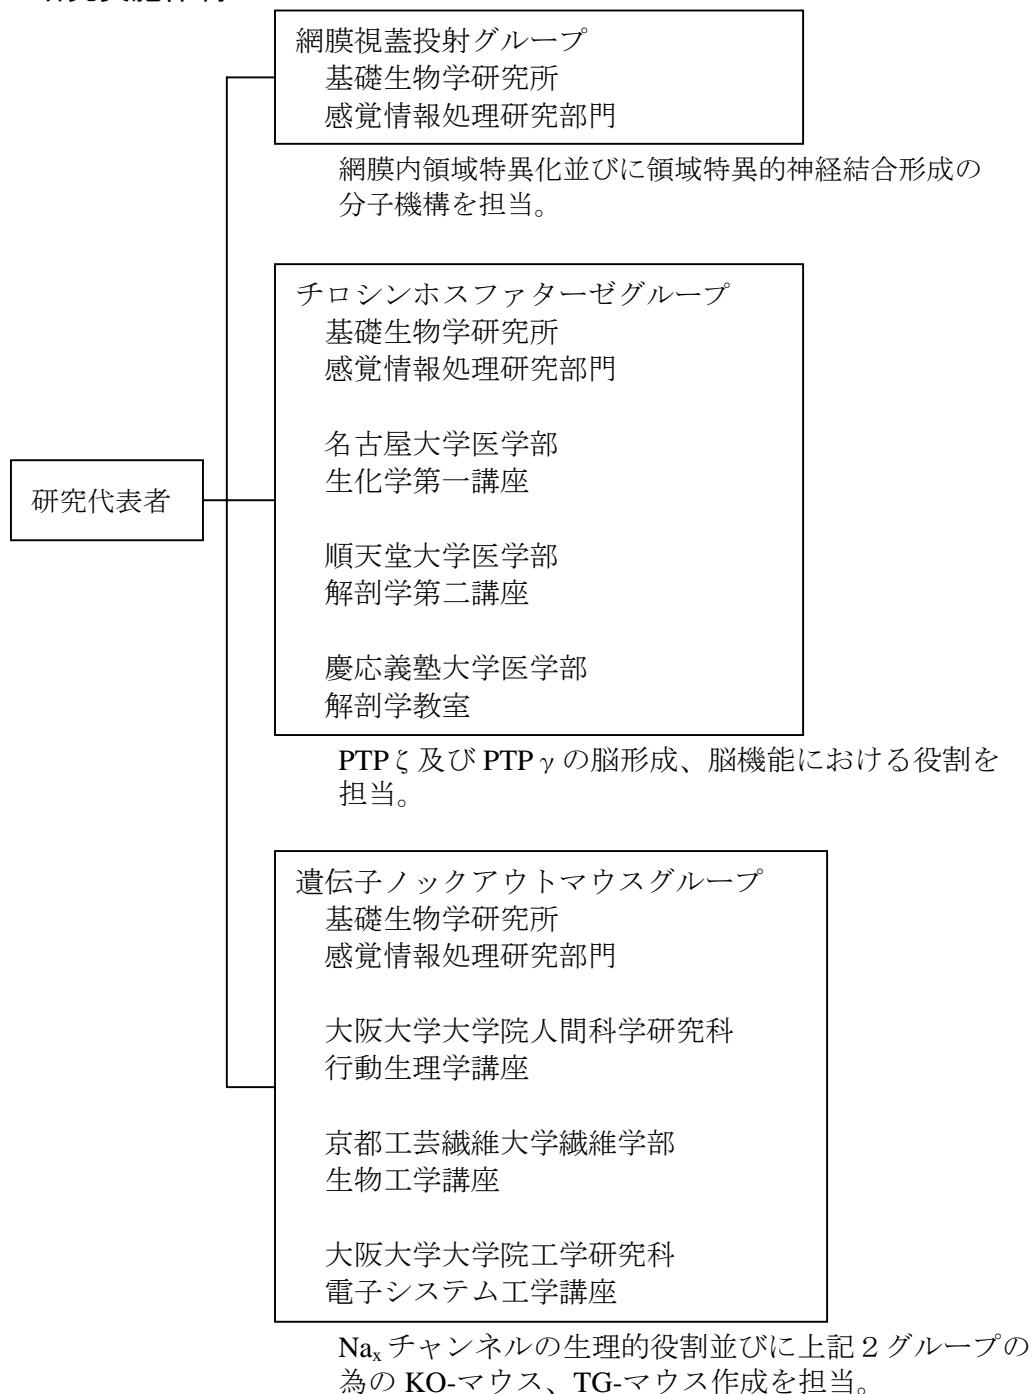 網膜視蓋投射グループ
基礎生物学研究所
感覚情報処理研究部門
網膜内領域特異化並びに領域特異的神経結合形成の
分子機構を担当。
チロシンホスファターゼグループ
基礎生物学研究所
感覚情報処理研究部門
名古屋大学医学部
生化学第一講座
研究代表者
順天堂大学医学部
解剖学第二講座
慶応義塾大学医学部
解剖学教室
PTPζ及び PTPγの脳形成、脳機能における役割を
担当。
遺伝子ノックアウトマウスグループ
基礎生物学研究所
感覚情報処理研究部門
大阪大学大学院人間科学研究科
行動生理学講座
京都工芸繊維大学繊維学部
生物工学講座
大阪大学大学院工学研究科
電子システム工学講座
Naxチャンネルの生理的役割並びに上記２グループの
為の KO-マウス、TG-マウス作成を担当。